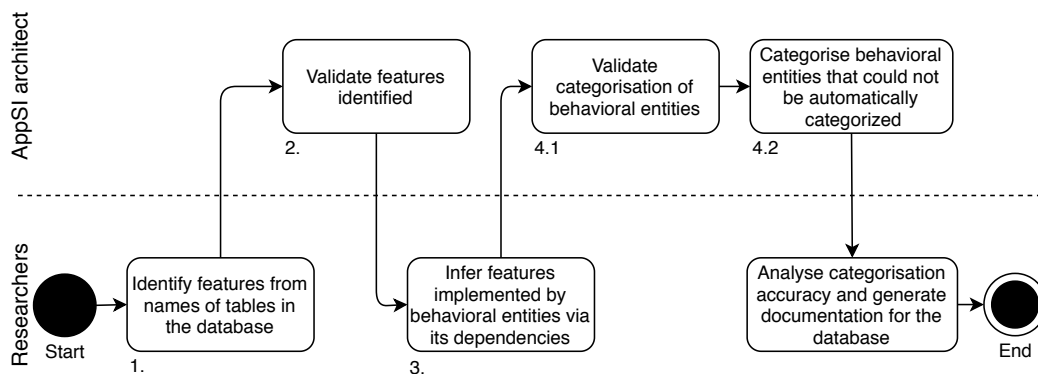 AppSI architect
Validate features
identified
2.
Validate
categorisation of
behavioral entities
4.1
Categorise behavioral
entities that could not
be automatically
categorized
4.2
Researchers
Start
Identify features from
names of tables in
the database
1.
Infer features
implemented by
behavioral entities via
its dependencies
3.
Analyse categorisation
accuracy and generate
documentation for the
database
End